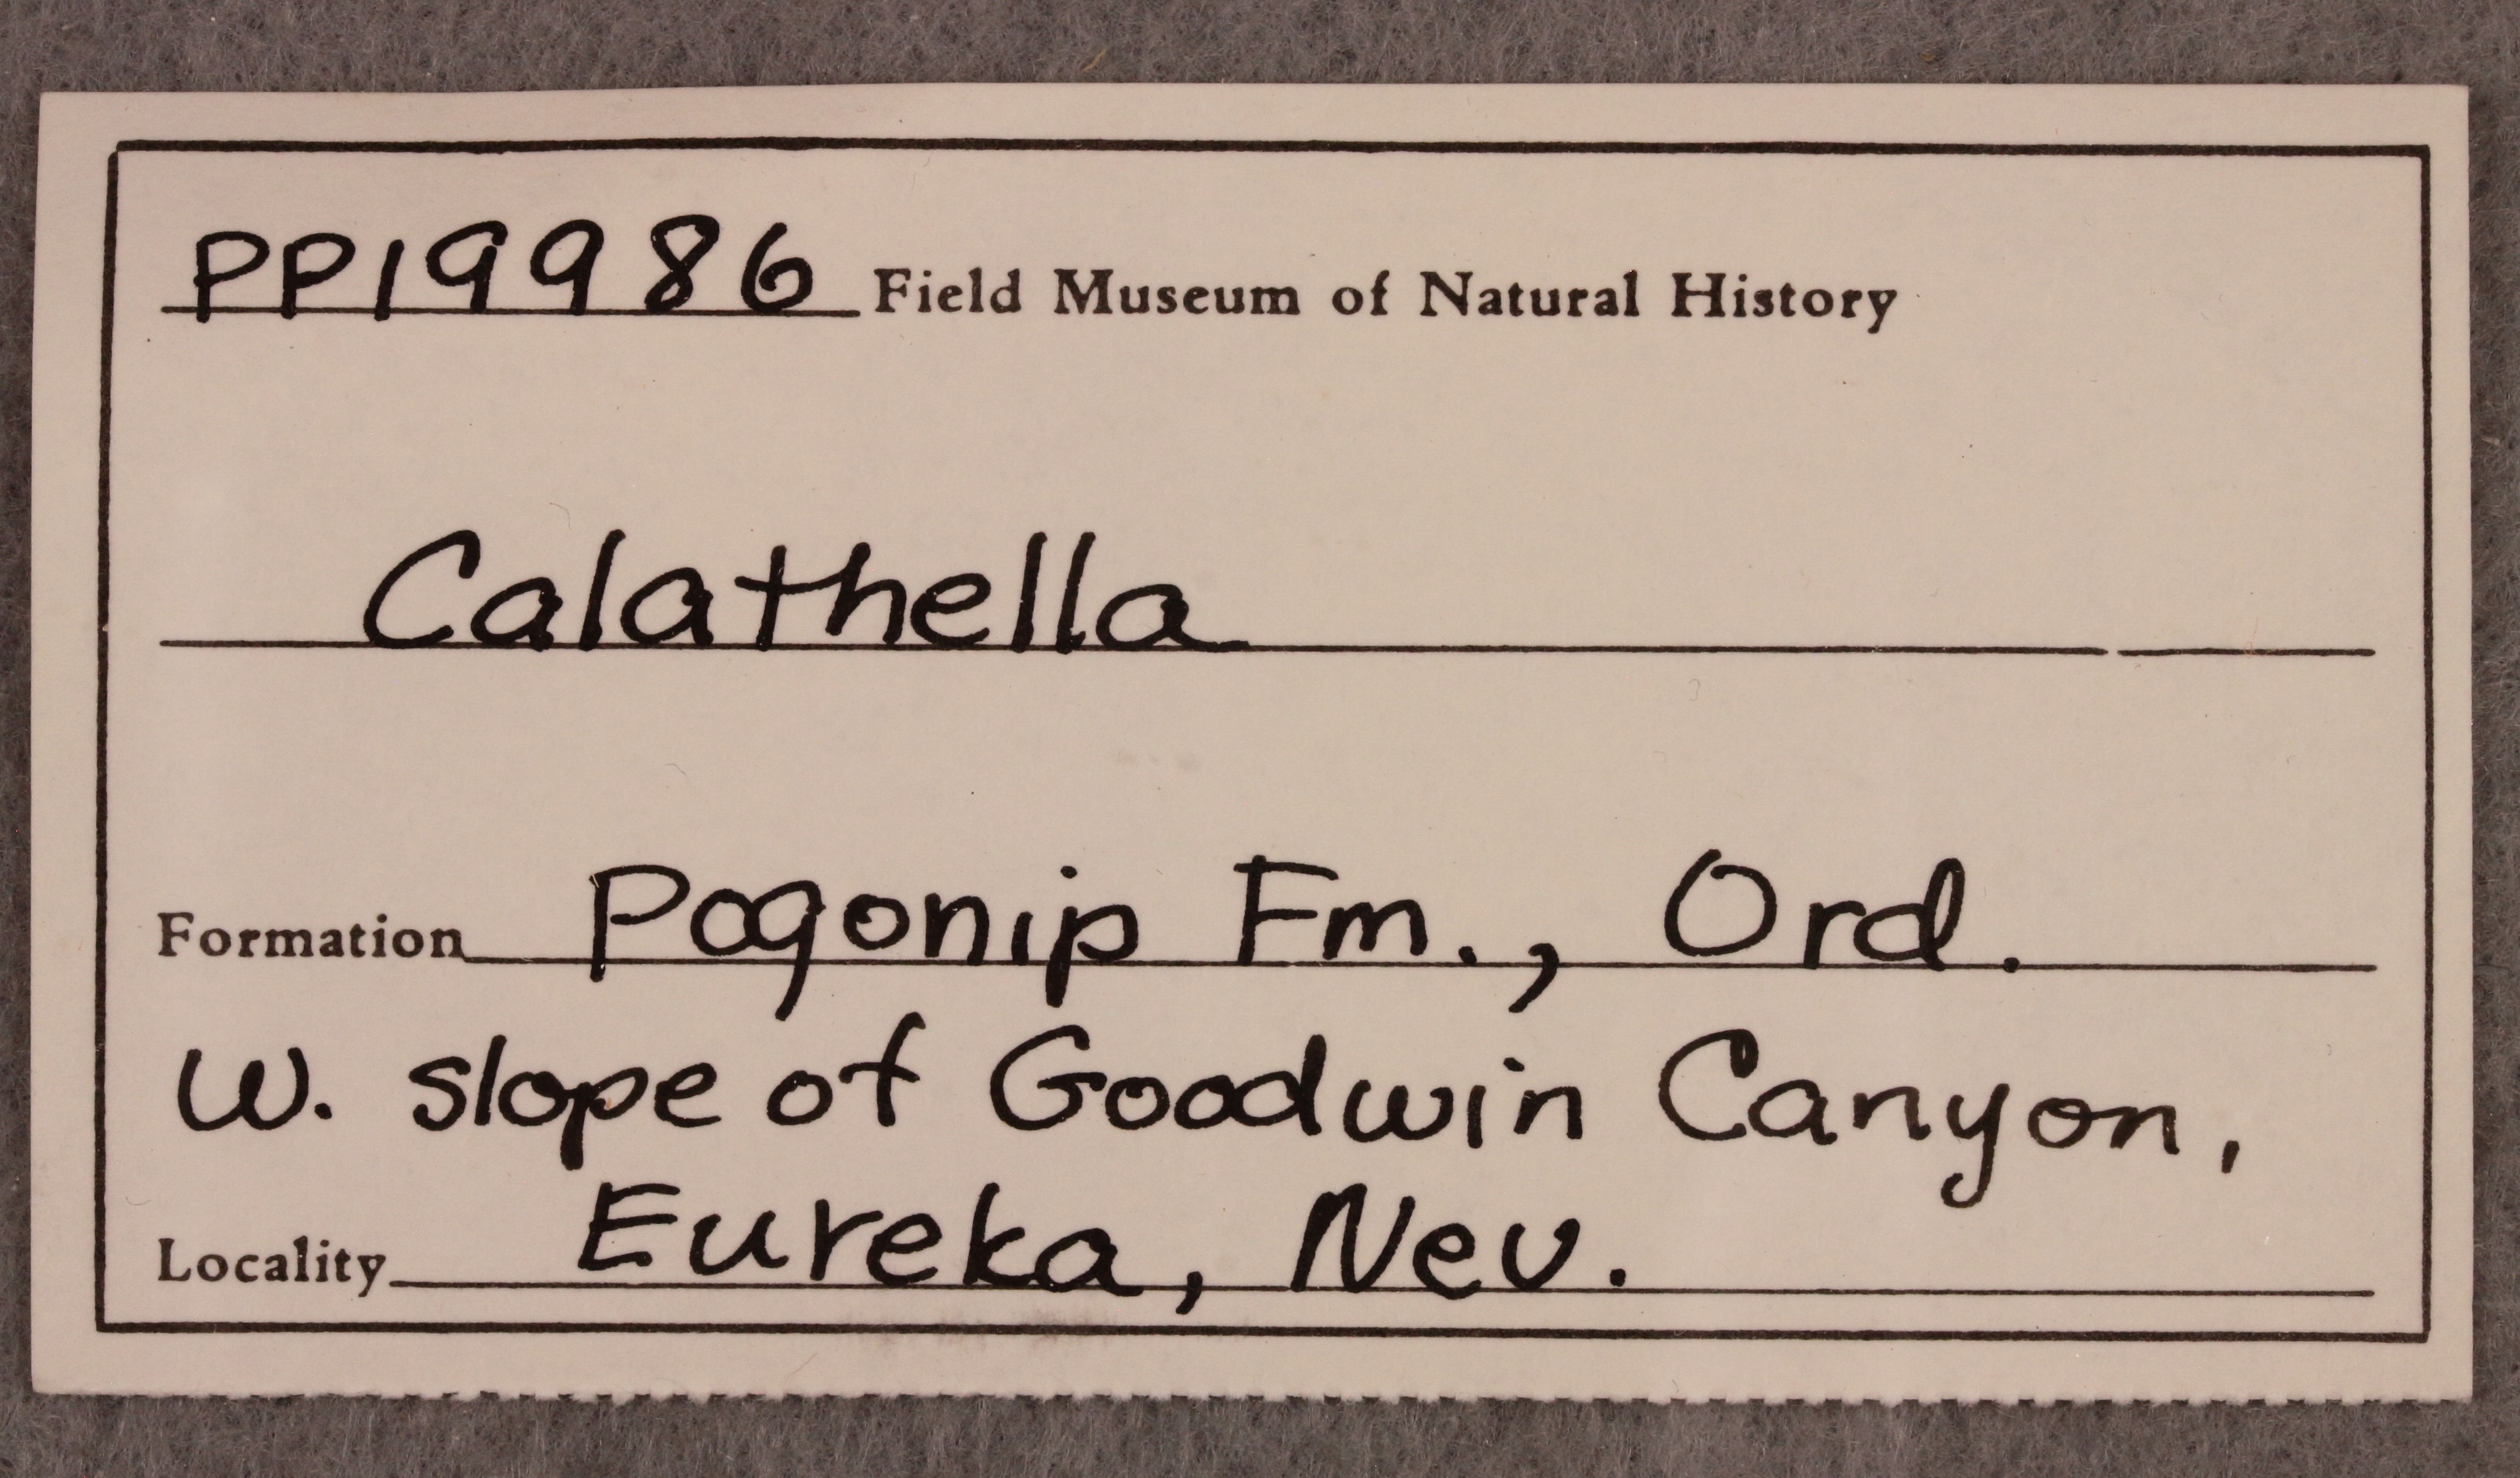 PP19986 Field Museum of Natural History
Calathella
Formation Pogonip Fm., Ord.
W. slope of Goodwin Canyon,
Locality Eureka, Nev.